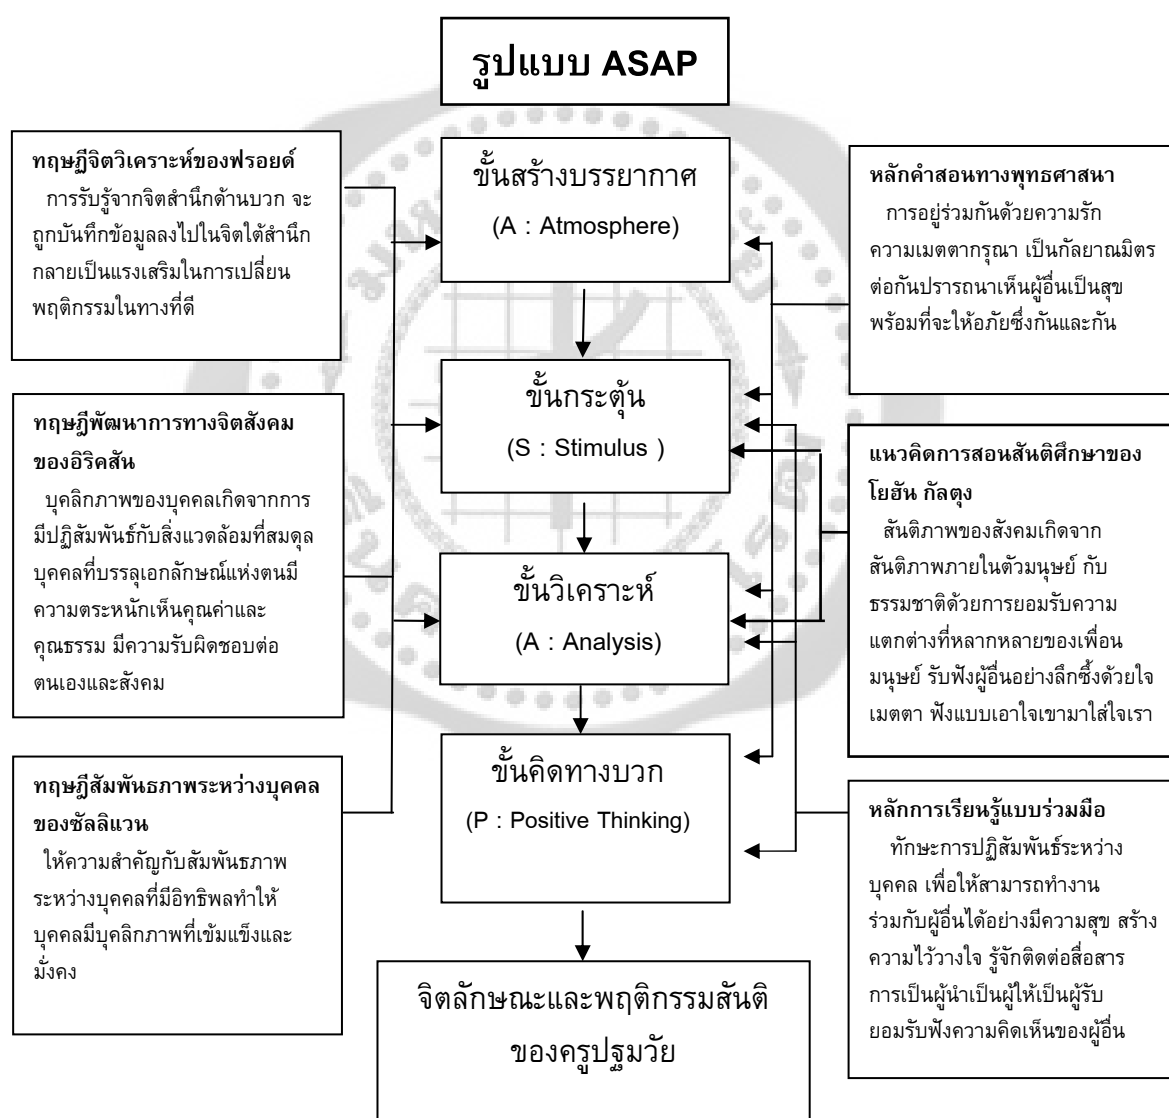 รูปแบบ ASAP
ทฤษฎีจิตวิเคราะห์ของฟรอยด์
การรับรู้จากจิตสำนึกด้านบวก จะ
ถูกบันทึกข้อมูลลงไปในจิตใต้สำนึก
กลายเป็นแรงเสริมในการเปลี่ยน
พฤติกรรมในทางที่ดี
ทฤษฎีพัฒนาการทางจิตสังคม
ของอิริคสัน
บุคลิกภาพของบุคคลเกิดจากการ
มีปฏิสัมพันธ์กับสิ่งแวดล้อมที่สมดุล
บุคคลที่บรรลุเอกลักษณ์แห่งตนมี
ความตระหนักเห็นคุณค่าและ
คุณธรรม มีความรับผิดชอบต่อ
ตนเองและสังคม
ทฤษฎีสัมพันธภาพระหว่างบุคคล
ของซัลลิแวน
ให้ความสำคัญกับสัมพันธภาพ
ระหว่างบุคคลที่มีอิทธิพลทำให้
บุคคลมีบุคลิกภาพที่เข้มแข็งและ
มั่งคง
ขั้นสร้างบรรยากาศ
(A : Atmosphere)
ขั้นกระตุ้น
(S : Stimulus )
ขั้นวิเคราะห์
(A : Analysis)
ขั้นคิดทางบวก
(P : Positive Thinking)
จิตลักษณะและพฤติกรรมสันติ
ของครูปฐมวัย
หลักคำสอนทางพุทธศาสนา
การอยู่ร่วมกันด้วยความรัก
ความเมตตากรุณา เป็นกัลยาณมิตร
ต่อกันปรารถนาเห็นผู้อื่นเป็นสุข
พร้อมที่จะให้อภัยซึ่งกันและกัน
แนวคิดการสอนสันติศึกษาของ
โยฮัน กัลตุง
สันติภาพของสังคมเกิดจาก
สันติภาพภายในตัวมนุษย์ กับ
ธรรมชาติด้วยการยอมรับความ
แตกต่างที่หลากหลายของเพื่อน
มนุษย์ รับฟังผู้อื่นอย่างลึกซึ้งด้วยใจ
เมตตา ฟังแบบเอาใจเขามาใส่ใจเรา
หลักการเรียนรู้แบบร่วมมือ
ทักษะการปฏิสัมพันธ์ระหว่าง
บุคคล เพื่อให้สามารถทำงาน
ร่วมกับผู้อื่นได้อย่างมีความสุข สร้าง
ความไว้วางใจ รู้จักติดต่อสื่อสาร
การเป็นผู้นำเป็นผู้ให้เป็นผู้รับ
ยอมรับฟังความคิดเห็นของผู้อื่น